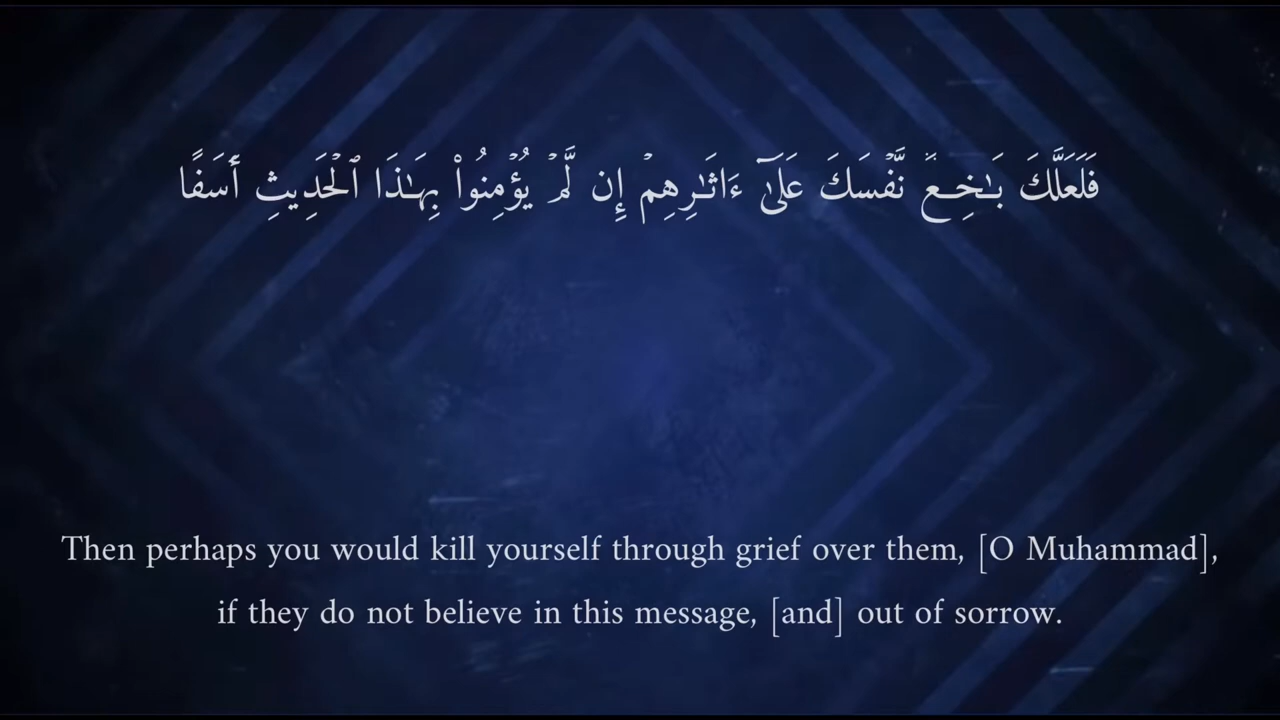 فَلَعَلَّكَ بَـٰخِعٌ نَّفْسَكَ عَلَىٰٓ ءَاثَـٰرِهِمْ إِن لَّمْ يُؤْمِنُوا۟ بِهَـٰذَا ٱلْحَدِيثِ أَسَفًا
Then perhaps you would kill yourself through grief over them, [O Muhammad],
if they do not believe in this message, [and] out of sorrow.